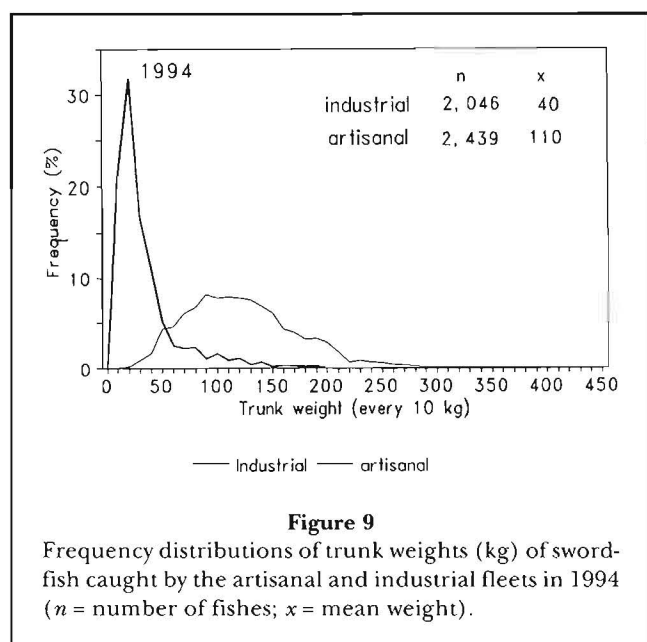 1994
n x
industrial 2,046 40
artisanal 2,439 110
Frequency (%)
30
20
10
0
0 50 100 150 200 250 300 350 400 450
Trunk weight (every 10 kg)
Industrial artisanal
Figure 9
Frequency distributions of trunk weights (kg) of sword-
fish caught by the artisanal and industrial fleets in 1994
(n = number of fishes; x = mean weight).